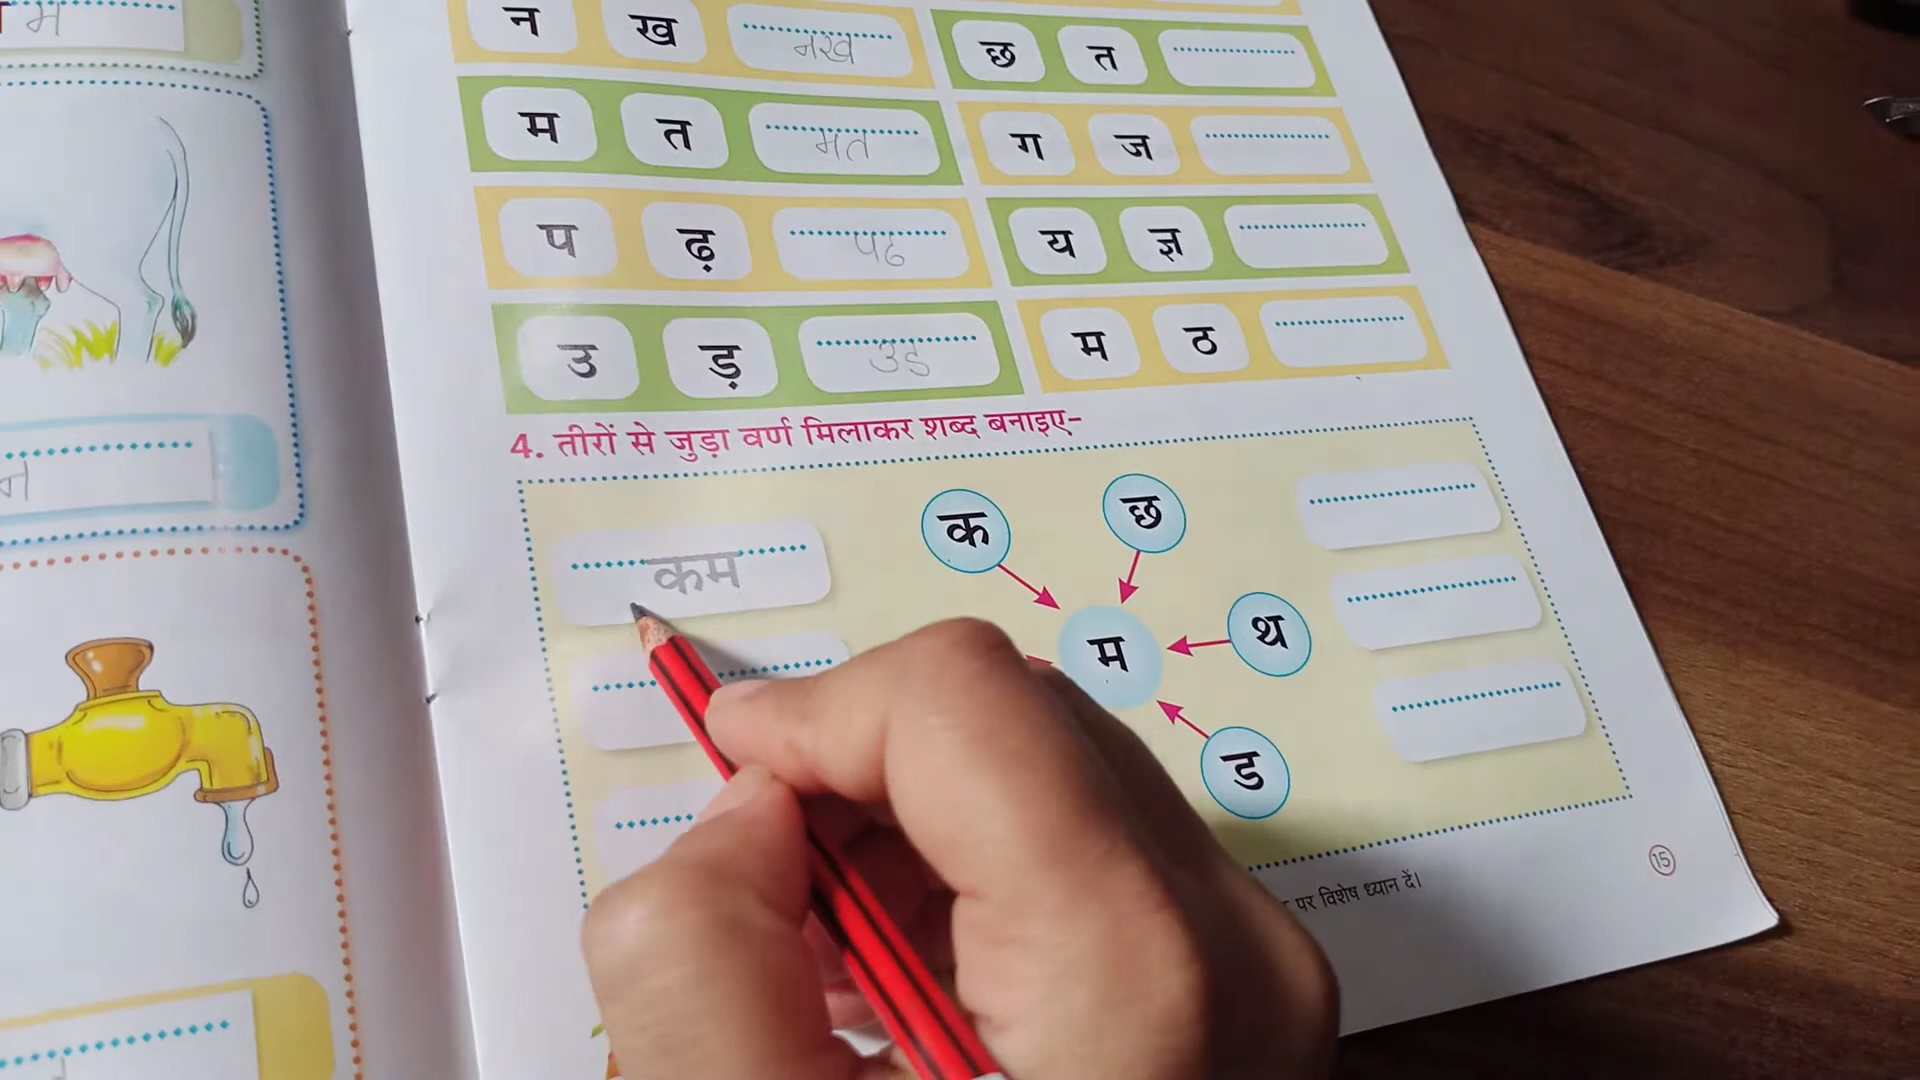 म
न ख नख
छ त
म त मत
ग ज
प ढ़ पढ
य ज्ञ
उ ड़ उड
म ठ
4. तीरों से जुड़ा वर्ण मिलाकर शब्द बनाइए-
कम
क
छ
म
थ
ड
पर विशेष ध्यान दें।
15